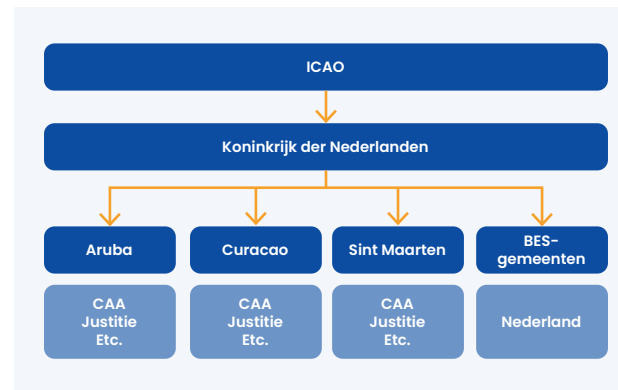 ICAO
Koninkrijk der Nederlanden
Aruba
Curacao
Sint Maarten
BES-
gemeenten
CAA
Justitie
Etc.
CAA
Justitie
Etc.
CAA
Justitie
Etc.
Nederland